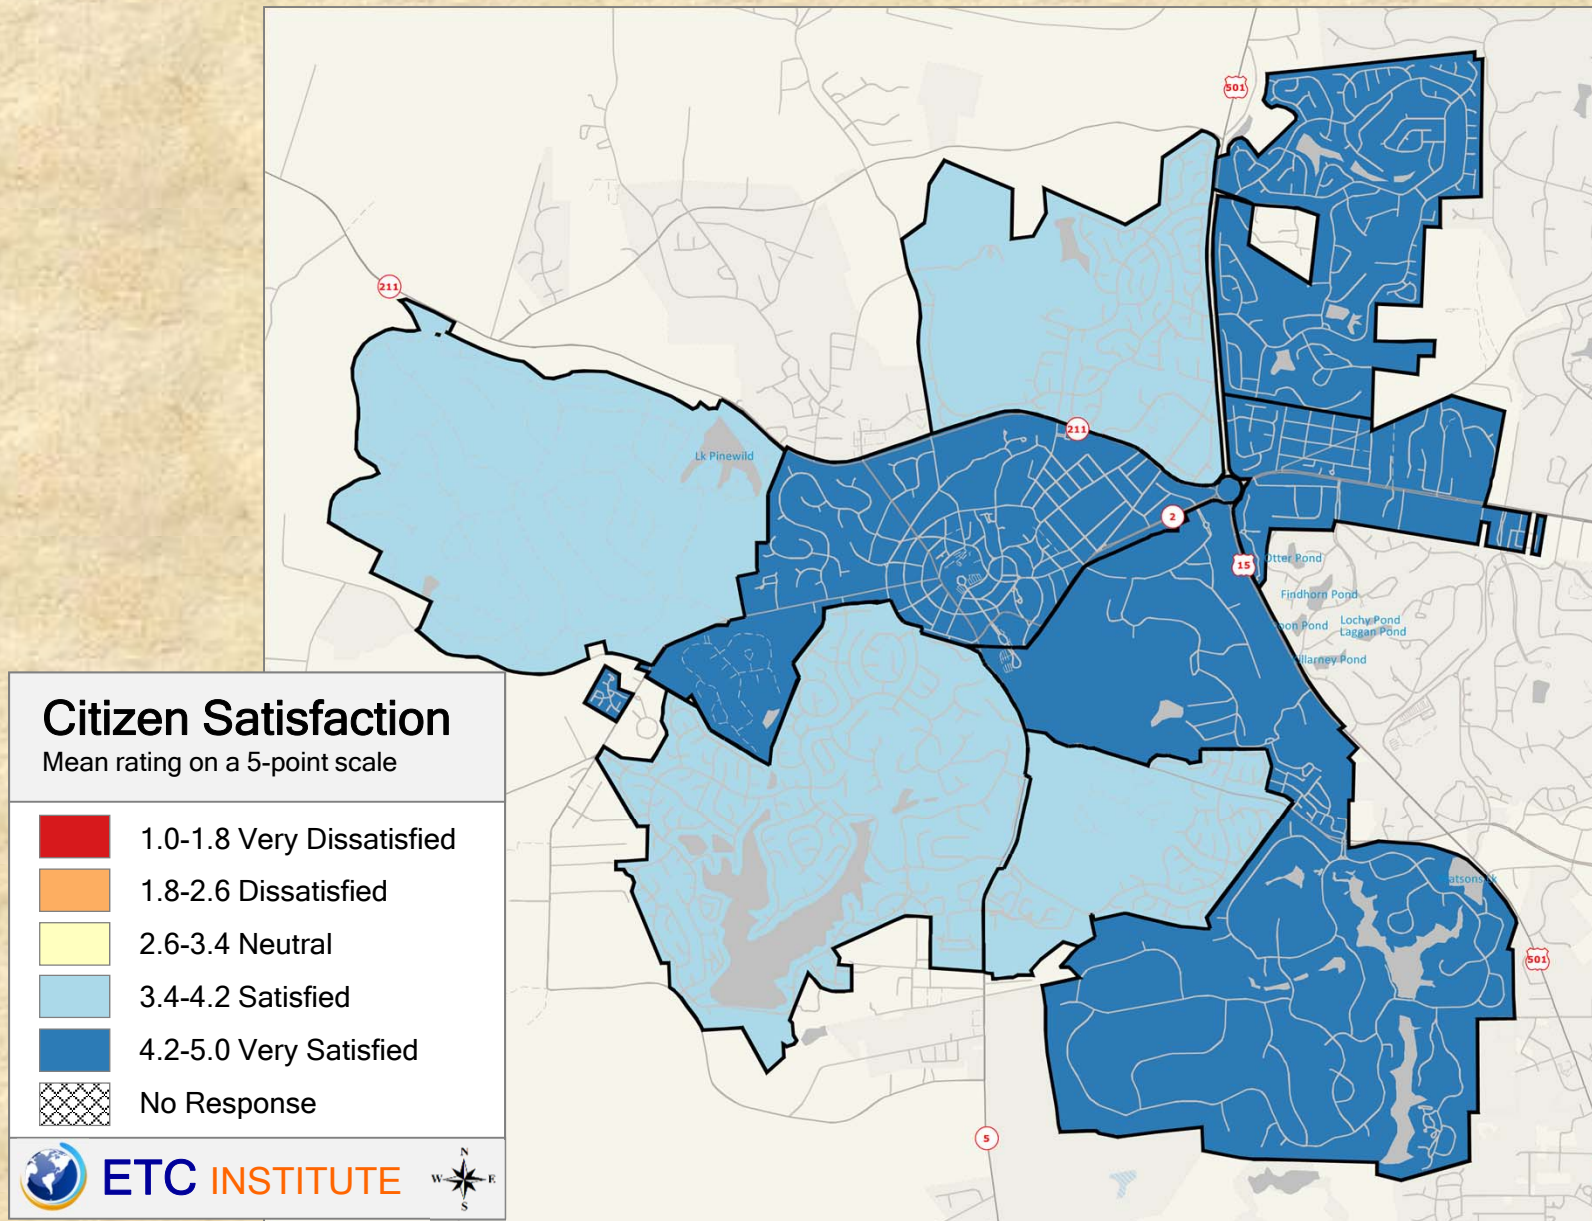 501
211
Lk Pinewild
211
2
15
Otter Pond
Findhorn Pond
Lochy Pond
Laggan Pond
Pond
Pond
501
5
Citizen Satisfaction
Mean rating on a 5-point scale
1.0-1.8 Very Dissatisfied
1.8-2.6 Dissatisfied
2.6-3.4 Neutral
3.4-4.2 Satisfied
4.2-5.0 Very Satisfied
No Response
ETC INSTITUTE
N
W E
S